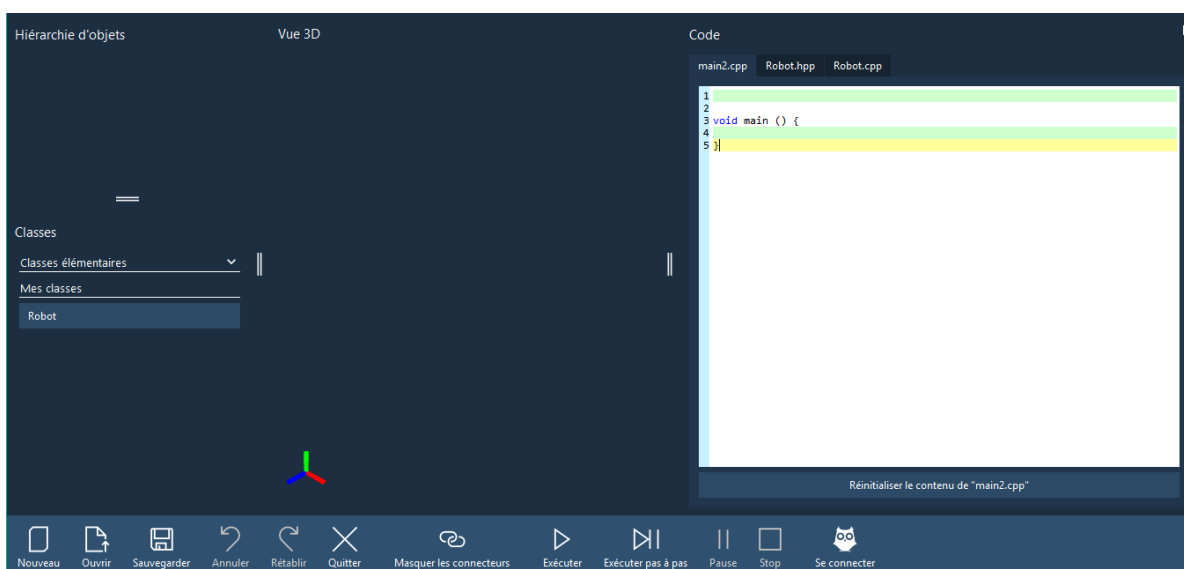 Hiérarchie d'objets
Vue 3D
Code
main2.cpp Robot.hpp Robot.cpp
1
2
3 void main () {
4
5 }
Classes
Classes élémentaires
Mes classes
Robot
Réinitialiser le contenu de "main2.cpp"
Nouveau Ouvrir Sauvegarder Annuler Rétablir Quitter Masquer les connecteurs Exécuter Exécuter pas à pas Pause Stop Se connecter